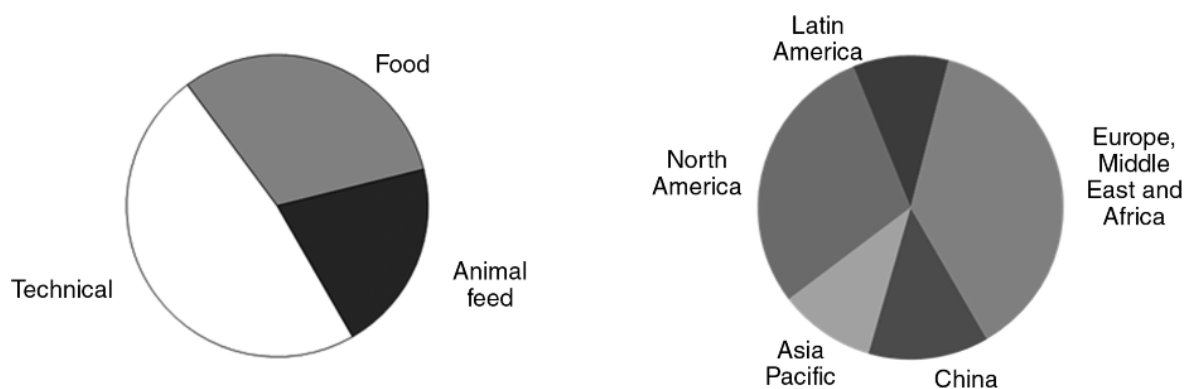 Food
Technical
Animal
feed
Latin
America
North
America
Europe,
Middle
East and
Africa
Asia
Pacific
China